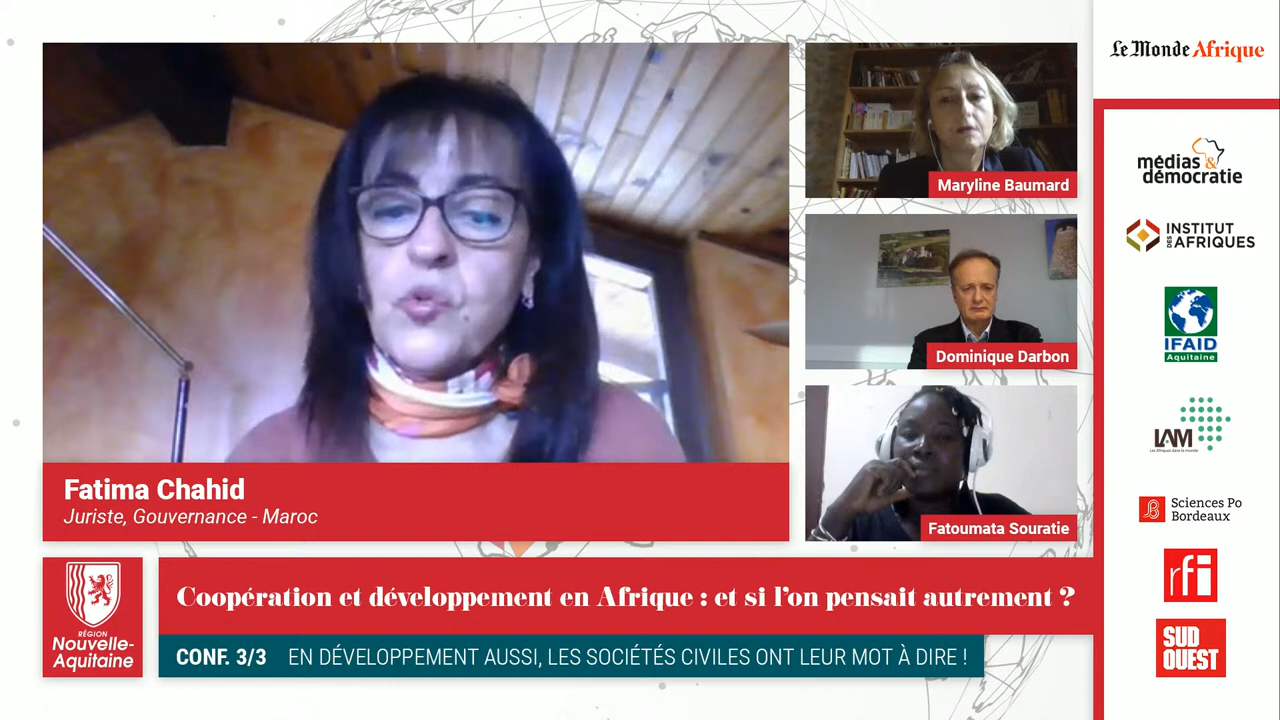 Fatima Chahid
Juriste, Gouvernance - Maroc
Maryline Baumard
Dominique Darbon
Fatoumata Souratie
RÉGION
Nouvelle-
Aquitaine
Coopération et développement en Afrique : et si l'on pensait autrement ?
CONF. 3/3 EN DÉVELOPPEMENT AUSSI, LES SOCIÉTÉS CIVILES ONT LEUR MOT À DIRE !
Le Monde Afrique
médias &
démocratie
INSTITUT
DES AFRIQUES
IFAID
Aquitaine
LAM
Les Afriques dans le monde
Sciences Po
Bordeaux
rfi
SUD
OUEST